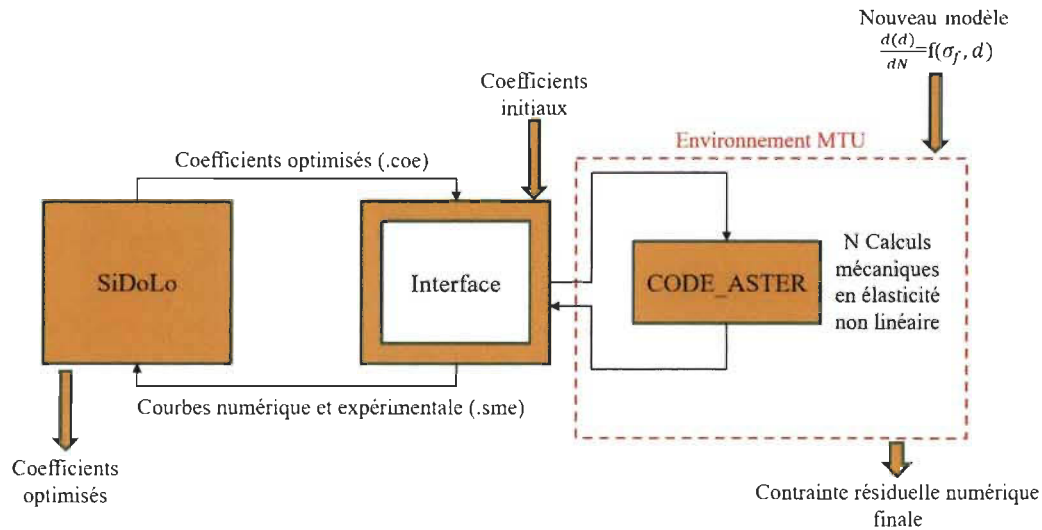 Nouveau modèle
d(d)/dN=f(σf, d)
Coefficients
initiaux
Environnement MTU
Coefficients optimisés (.coe)
SiDoLo
Interface
CODE_ASTER
N Calculs
mécaniques
en élasticité
non linéaire
Courbes numérique et expérimentale (.sme)
Coefficients
optimisés
Contrainte résiduelle numérique
finale